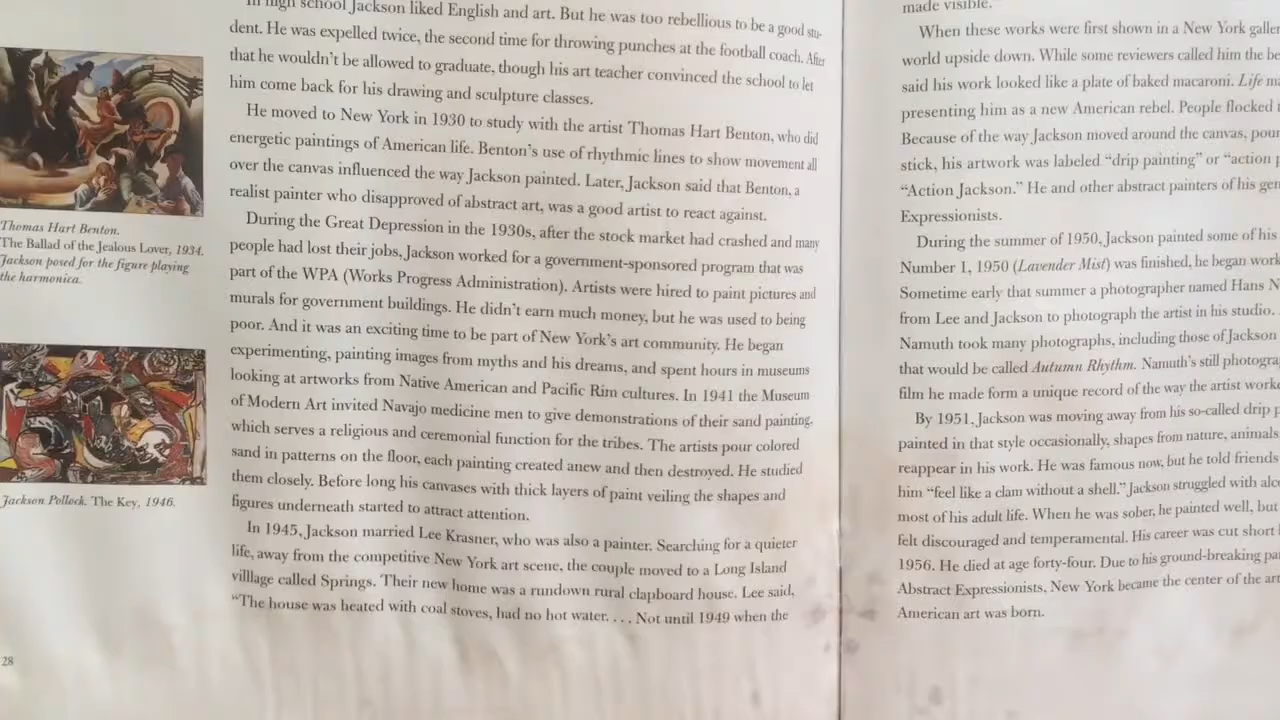 In high school Jackson liked English and art. But he was too rebellious to be a good stu-
dent. He was expelled twice, the second time for throwing punches at the football coach. After
that he wouldn't be allowed to graduate, though his art teacher convinced the school to let
him come back for his drawing and sculpture classes.
He moved to New York in 1930 to study with the artist Thomas Hart Benton, who did
energetic paintings of American life. Benton's use of rhythmic lines to show movement all
over the canvas influenced the way Jackson painted. Later, Jackson said that Benton, a
realist painter who disapproved of abstract art, was a good artist to react against.
During the Great Depression in the 1930s, after the stock market had crashed and many
people had lost their jobs, Jackson worked for a government-sponsored program that was
part of the WPA (Works Progress Administration). Artists were hired to paint pictures and
murals for government buildings. He didn't earn much money, but he was used to being
poor. And it was an exciting time to be part of New York's art community. He began
experimenting, painting images from myths and his dreams, and spent hours in museums
looking at artworks from Native American and Pacific Rim cultures. In 1941 the Museum
of Modern Art invited Navajo medicine men to give demonstrations of their sand painting,
which serves a religious and ceremonial function for the tribes. The artists pour colored
sand in patterns on the floor, each painting created anew and then destroyed. He studied
them closely. Before long his canvases with thick layers of paint veiling the shapes and
figures underneath started to attract attention.
In 1945, Jackson married Lee Krasner, who was also a painter. Searching for a quieter
life, away from the competitive New York art scene, the couple moved to a Long Island
villlage called Springs. Their new home was a rundown rural clapboard house. Lee said,
"The house was heated with coal stoves, had no hot water. . . . Not until 1949 when the
Thomas Hart Benton.
The Ballad of the Jealous Lover, 1934.
Jackson posed for the figure playing
the harmonica.
Jackson Pollock. The Key, 1946.
28
made visible."
When these works were first shown in a New York
world upside down. While some reviewers called him the
said his work looked like a plate of baked macaroni. Life
presenting him as a new American rebel. People flocked
Because of the way Jackson moved around the canvas,
stick, his artwork was labeled "drip painting" or "action
"Action Jackson." He and other abstract painters of his
Expressionists.
During the summer of 1950, Jackson painted some of his
Number 1, 1950 (Lavender Mist) was finished, he began
Sometime early that summer a photographer named Hans
from Lee and Jackson to photograph the artist in his studio.
Namuth took many photographs, including those of Jackson
that would be called Autumn Rhythm. Namuth's still
film he made form a unique record of the way the artist
By 1951, Jackson was moving away from his so-called drip
painted in that style occasionally, shapes from nature, animals
reappear in his work. He was famous now, but he told friends
him "feel like a clam without a shell." Jackson struggled with
most of his adult life. When he was sober, he painted well, but
felt discouraged and temperamental. His career was cut short
1956. He died at age forty-four. Due to his ground-breaking
Abstract Expressionists, New York became the center of the
American art was born.